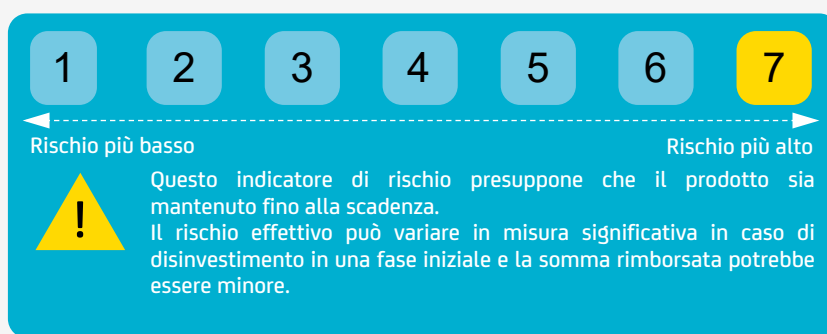 1 2 3 4 5 6 7
Rischio più basso Rischio più alto
!
Questo indicatore di rischio presuppone che il prodotto sia
mantenuto fino alla scadenza.
Il rischio effettivo può variare in misura significativa in caso di
disinvestimento in una fase iniziale e la somma rimborsata potrebbe
essere minore.